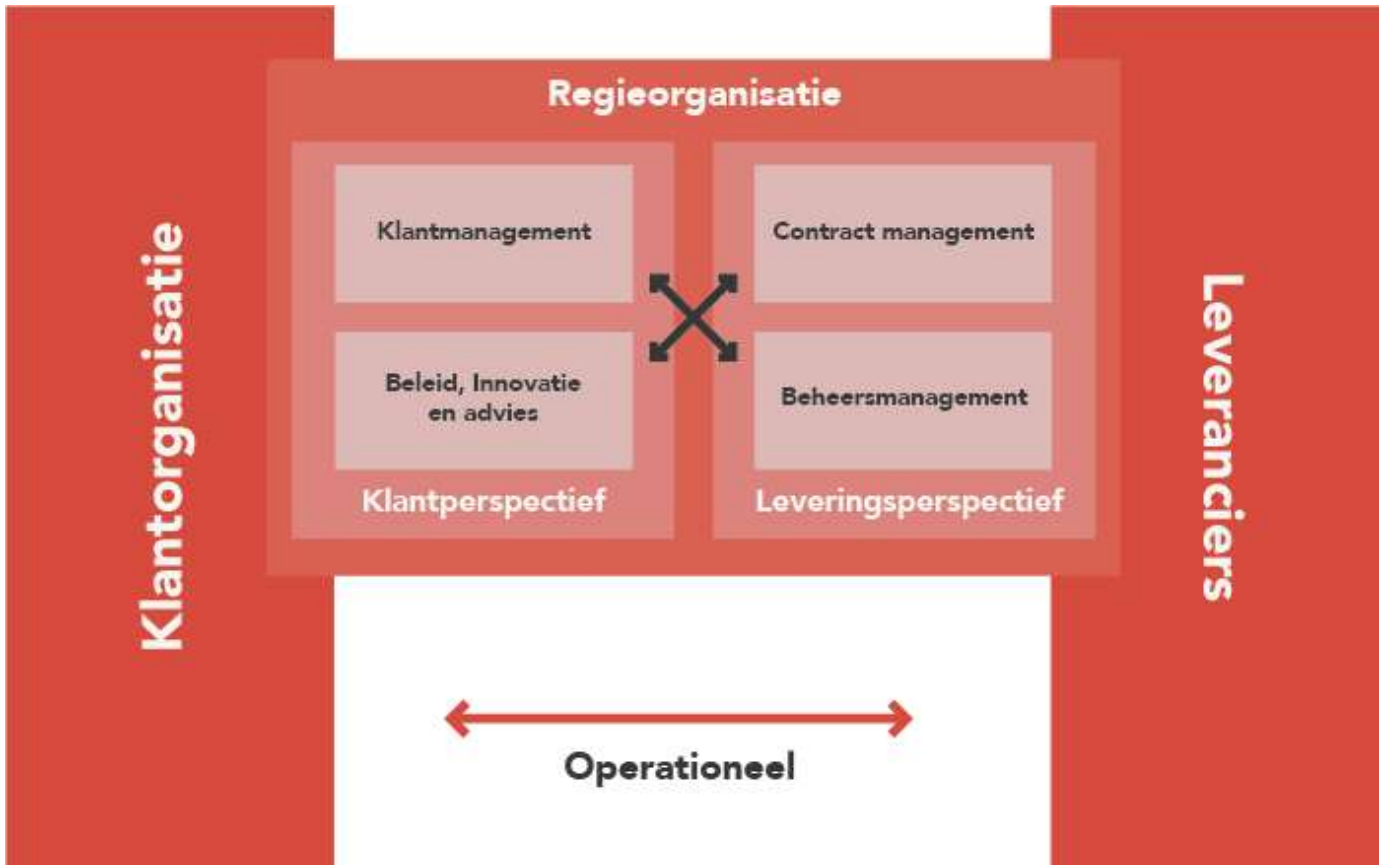 Klantorganisatie
Regieorganisatie
Klantmanagement
Beleid, Innovatie
en advies
Klantperspectief
Contract management
Beheersmanagement
Leveringsperspectief
Leveranciers
Operationeel